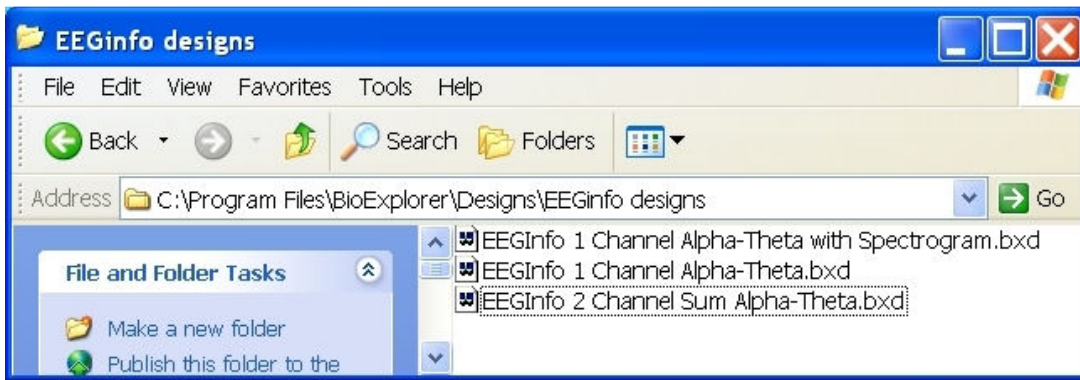 EEGinfo designs
File Edit View Favorites Tools Help
Back Search Folders
Address C:\Program Files\BioExplorer\Designs\EEGinfo designs Go
File and Folder Tasks
Make a new folder
Publish this folder to the
EEGInfo 1 Channel Alpha-Theta with Spectrogram.bxd
EEGInfo 1 Channel Alpha-Theta.bxd
EEGInfo 2 Channel Sum Alpha-Theta.bxd